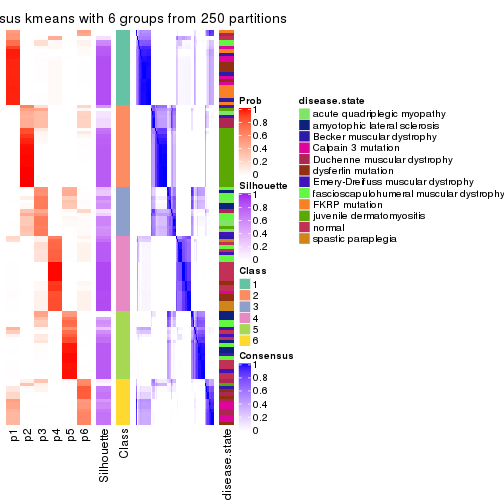 sus kmeans with 6 groups from 250 partitions
Prob
1
0.8
0.6
0.4
0.2
0
Silhouette
1
0.8
0.6
0.4
0.2
0
Class
1
2
3
4
5
6
Consensus
1
0.8
0.6
0.4
0.2
0
disease.state
acute quadriplegic myopathy
amyotophic lateral sclerosis
Becker muscular dystrophy
Calpain 3 mutation
Duchenne muscular dystrophy
dysferlin mutation
Emery-Dreifuss muscular dystrophy
fascioscapulohumeral muscular dystrophy
FKRP mutation
juvenile dermatomyositis
normal
spastic paraplegia
p1
p2
p3
p4
p5
p6
Silhouette
Class
disease.state